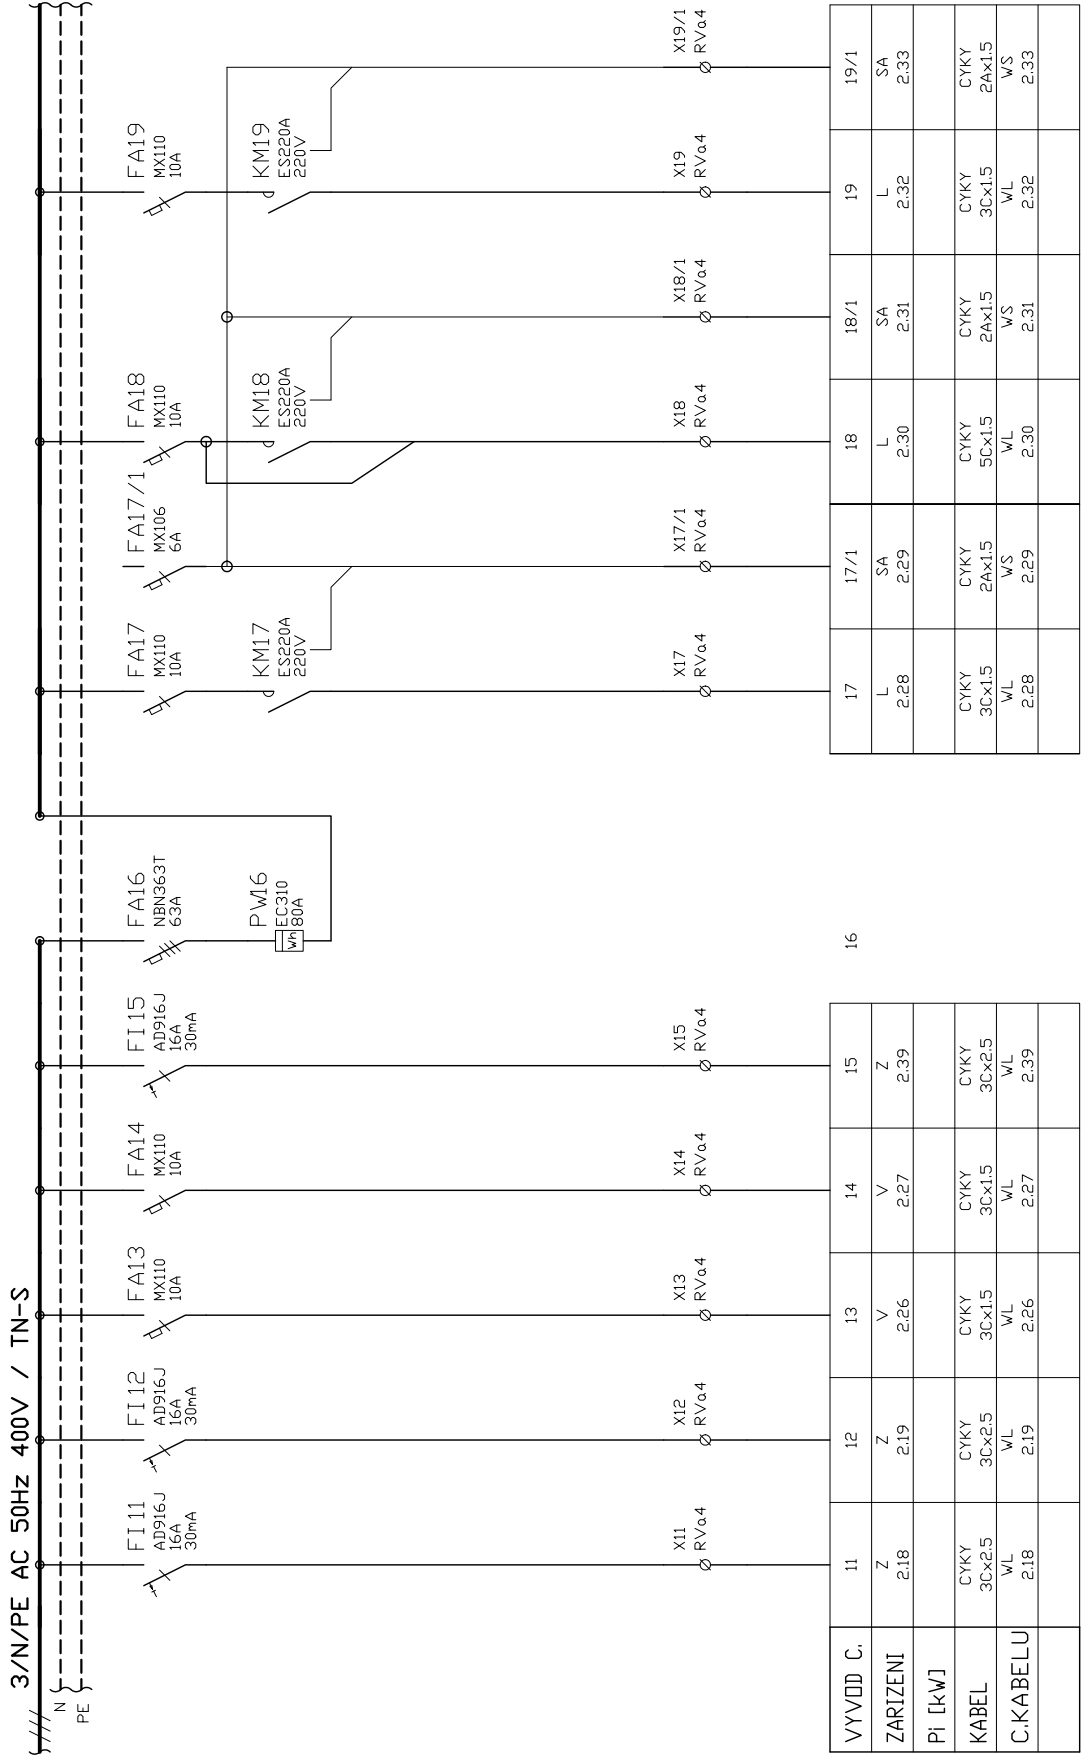 3/N/PE AC 50Hz 400V / TN-S
N
PE
FI11
AD916J
16A
30mA
FI12
AD916J
16A
30mA
FA13
MX110
10A
FA14
MX110
10A
FI15
AD916J
16A
30mA
FA16
NBN363T
63A
FA17
MX110
10A
FA17/1
MX106
6A
FA18
MX110
10A
FA19
MX110
10A
PW16
EC310
80A
Wh
KM17
ES220A
220V
KM18
ES220A
220V
KM19
ES220A
220V
X11
RVa4
X12
RVa4
X13
RVa4
X14
RVa4
X15
RVa4
X17
RVa4
X17/1
RVa4
X18
RVa4
X18/1
RVa4
X19
RVa4
X19/1
RVa4
VYVOD C. 11 12 13 14 15 16 17 17/1 18 18/1 19 19/1
ZARIZENI Z Z V V Z L SA L SA L SA
2.18 2.19 2.26 2.27 2.39 2.28 2.29 2.30 2.31 2.32 2.33
Pi [kW]
KABEL CYKY CYKY CYKY CYKY CYKY CYKY CYKY CYKY CYKY CYKY CYKY
3Cx2.5 3Cx2.5 3Cx1.5 3Cx1.5 3Cx2.5 3Cx1.5 2Ax1.5 5Cx1.5 2Ax1.5 3Cx1.5 2Ax1.5
C.KABELU WL WL WL WL WL WL WS WL WS WL WS
2.18 2.19 2.26 2.27 2.39 2.28 2.29 2.30 2.31 2.32 2.33